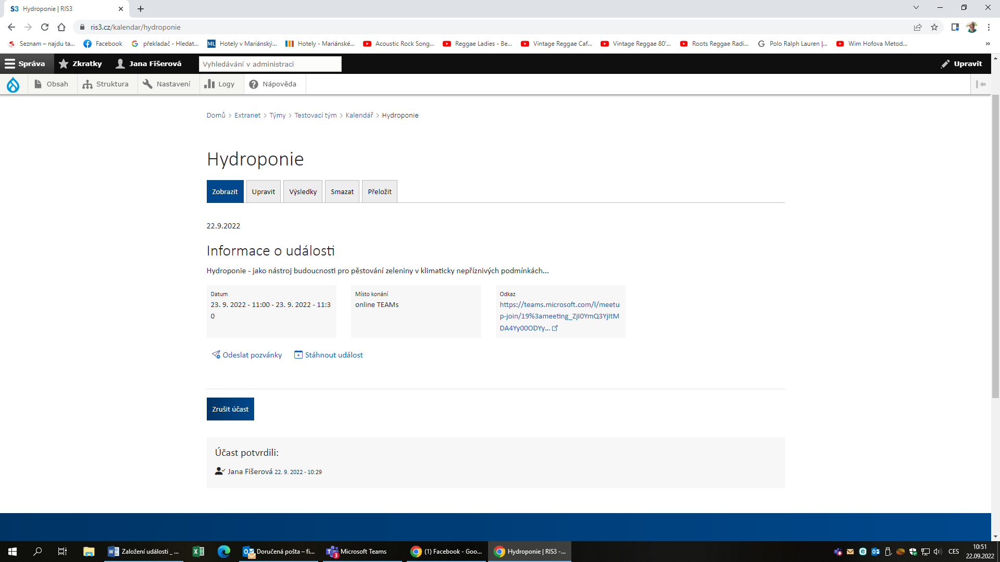 S3 Hydroponie | RIS3
ris3.cz/kalendar/hydroponie
Seznam – najdu ta... Facebook překladač - Hledat... Hotely v Mariánský... Hotely - Mariánské... Acoustic Rock Song... Reggae Ladies - Be... Vintage Reggae Caf... Vintage Reggae 80'... Roots Reggae Radi... Polo Ralph Lauren |... Wim Hofova Metod... »
Správa Zkratky Jana Fišerová Vyhledávání v administraci Upravit
Obsah Struktura Nastavení Logy Nápověda
Domů > Extranet > Týmy > Testovací tým > Kalendář > Hydroponie
Hydroponie
Zobrazit Upravit Výsledky Smazat Přeložit
22.9.2022
Informace o události
Hydroponie - jako nástroj budoucnosti pro pěstování zeleniny v klimaticky nepříznivých podmínkách...
Datum
23. 9. 2022 - 11:00 - 23. 9. 2022 - 11:3
0
Místo konání
online TEAMs
Odkaz
https://teams.microsoft.com/l/meetu
p-join/19%3ameeting_ZjI0YmQ3YjItM
DA4Yy00ODYy...
Odeslat pozvánky Stáhnout událost
Zrušit účast
Účast potvrdili:
Jana Fišerová 22. 9. 2022 - 10:29
Založení události _ ... Doručená pošta – fi... Microsoft Teams (1) Facebook - Goo... Hydroponie | RIS3 -... CES
10:51
22.09.2022